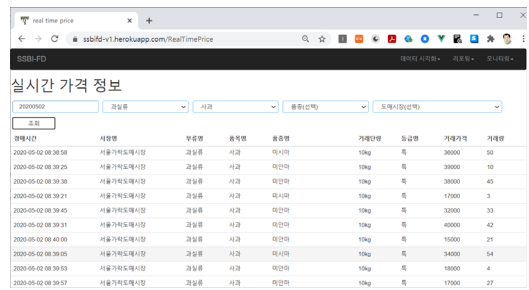 real time price
ssbifd-v1.herokuapp.com/RealTimePrice
SSBI-FD 데이터 시각화 리포팅 모니터링
실시간 가격 정보
20200502 과실류 사과 품종(선택) 도매시장(선택)
조회
경매시간 시장명 부류명 품목명 품종명 거래단량 등급명 거래가격 거래량
2020-05-02 08:38:58 서울가락도매시장 과실류 사과 미시마 10kg 특 36000 50
2020-05-02 08:39:25 서울가락도매시장 과실류 사과 미얀마 10kg 특 39000 10
2020-05-02 08:39:38 서울가락도매시장 과실류 사과 미얀마 10kg 특 38000 45
2020-05-02 08:39:21 서울가락도매시장 과실류 사과 미시마 10kg 특 17000 3
2020-05-02 08:39:45 서울가락도매시장 과실류 사과 미얀마 10kg 특 32000 33
2020-05-02 08:39:31 서울가락도매시장 과실류 사과 미얀마 10kg 특 40000 42
2020-05-02 08:40:00 서울가락도매시장 과실류 사과 미얀마 10kg 특 15000 21
2020-05-02 08:39:05 서울가락도매시장 과실류 사과 미시마 10kg 특 34000 54
2020-05-02 08:39:53 서울가락도매시장 과실류 사과 미얀마 10kg 특 18000 4
2020-05-02 08:39:57 서울가락도매시장 과실류 사과 미얀마 10kg 특 17000 27